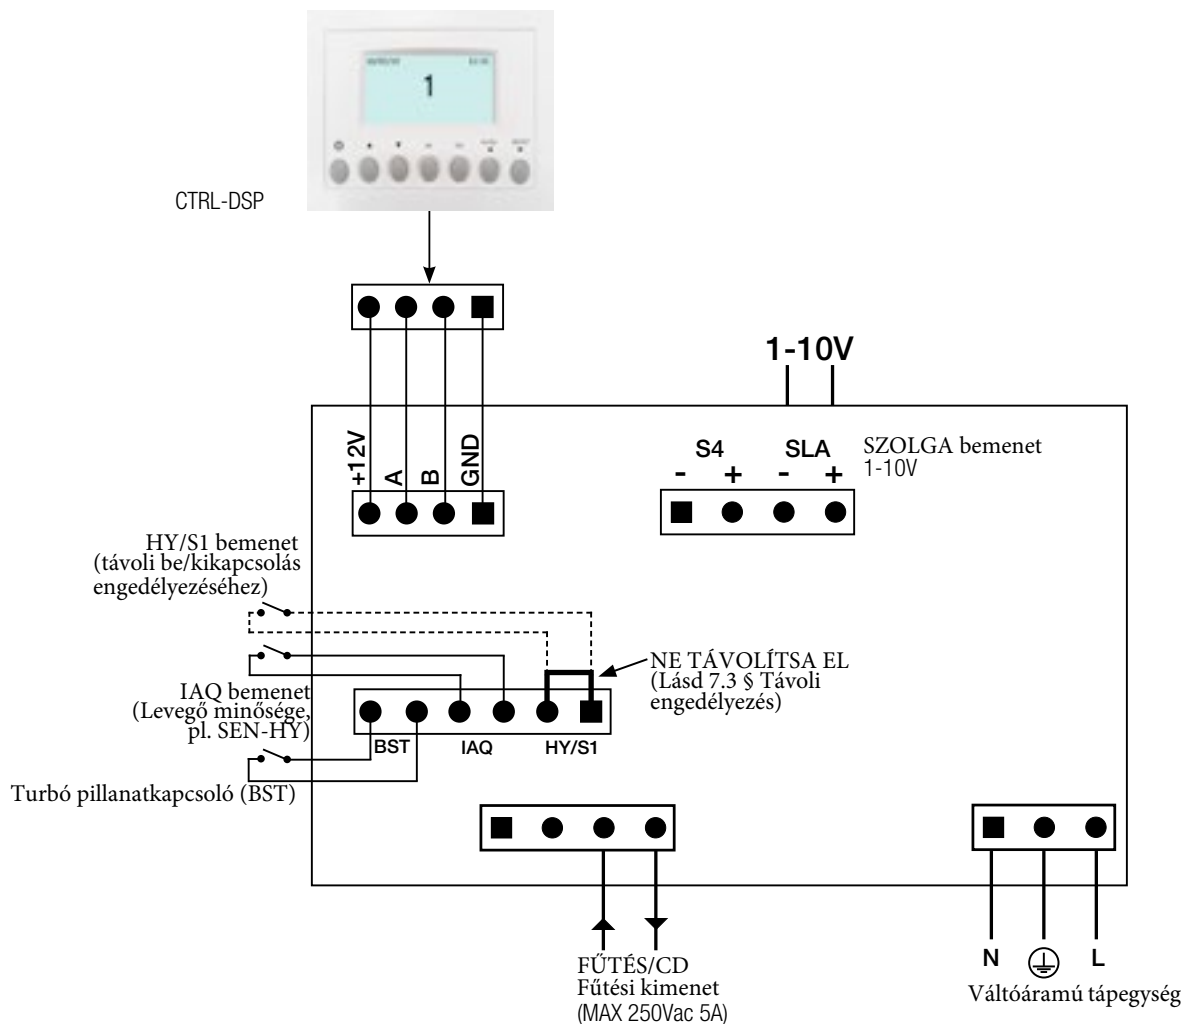 1
CTRL-DSP
1-10V
+12V
A
B
GND
S4
SLA
- + - +
SZOLGA bemenet
1-10V
HY/S1 bemenet
(távoli be/kikapcsolás
engedélyezéséhez)
NE TÁVOLÍTSA EL
(Lásd 7.3 § Távoli
engedélyezés)
IAQ bemenet
(Levegő minősége,
pl. SEN-HY)
BST
IAQ
HY/S1
Turbó pillanatkapcsoló (BST)
FŰTÉS/CD
Fűtési kimenet
(MAX 250Vac 5A)
N
L
Váltóáramú tápegység